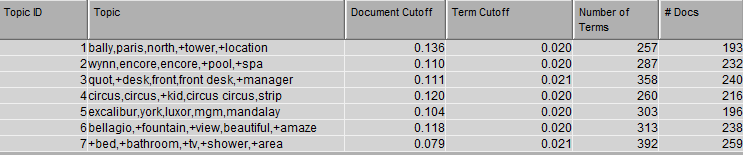 Topic ID Topic Document Cutoff Term Cutoff Number of Terms # Docs
1 bally,paris,north,+tower,+location 0.136 0.020 257 193
2 wynn,encore,encore,+pool,+spa 0.110 0.020 287 232
3 quot,+desk,front,front desk,+manager 0.111 0.021 358 240
4 circus,circus,+kid,circus circus,strip 0.120 0.020 260 216
5 excalibur,york,luxor,mgm,mandalay 0.104 0.020 303 196
6 bellagio,+fountain,+view,beautiful,+amaze 0.118 0.020 313 238
7 +bed,+bathroom,+tv,+shower,+area 0.079 0.021 392 259